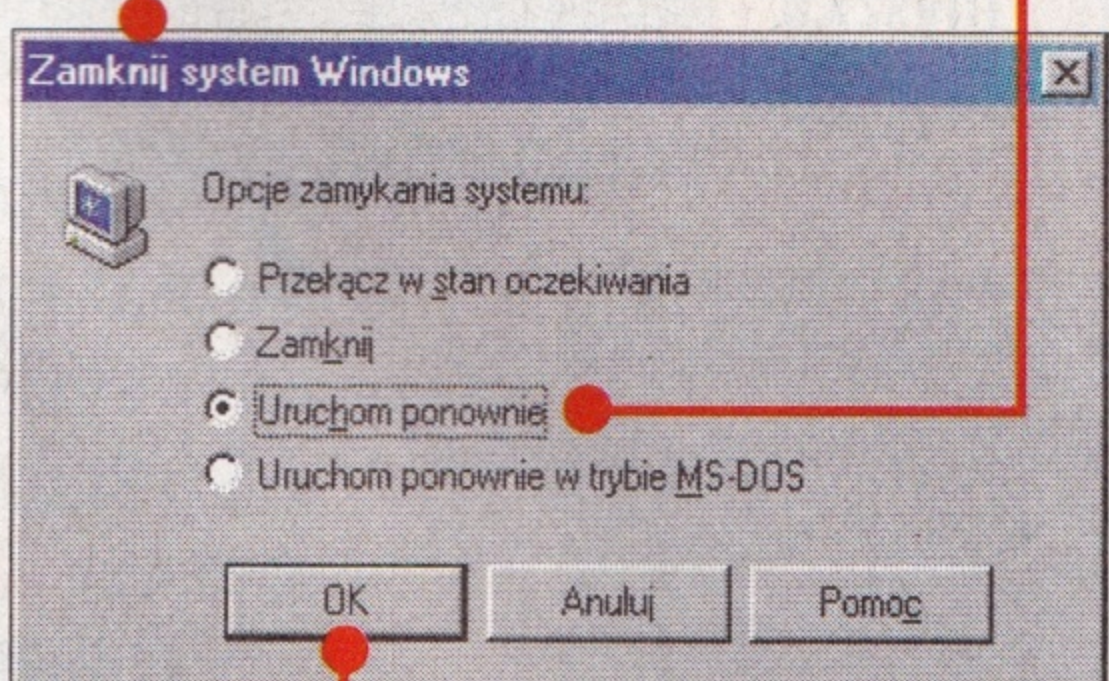 Zamknij system Windows
Opcje zamykania systemu:
Przełącz w stan oczekiwania
Zamknij
Uruchom ponownie
Uruchom ponownie w trybie MS-DOS
OK Anuluj Pomoc